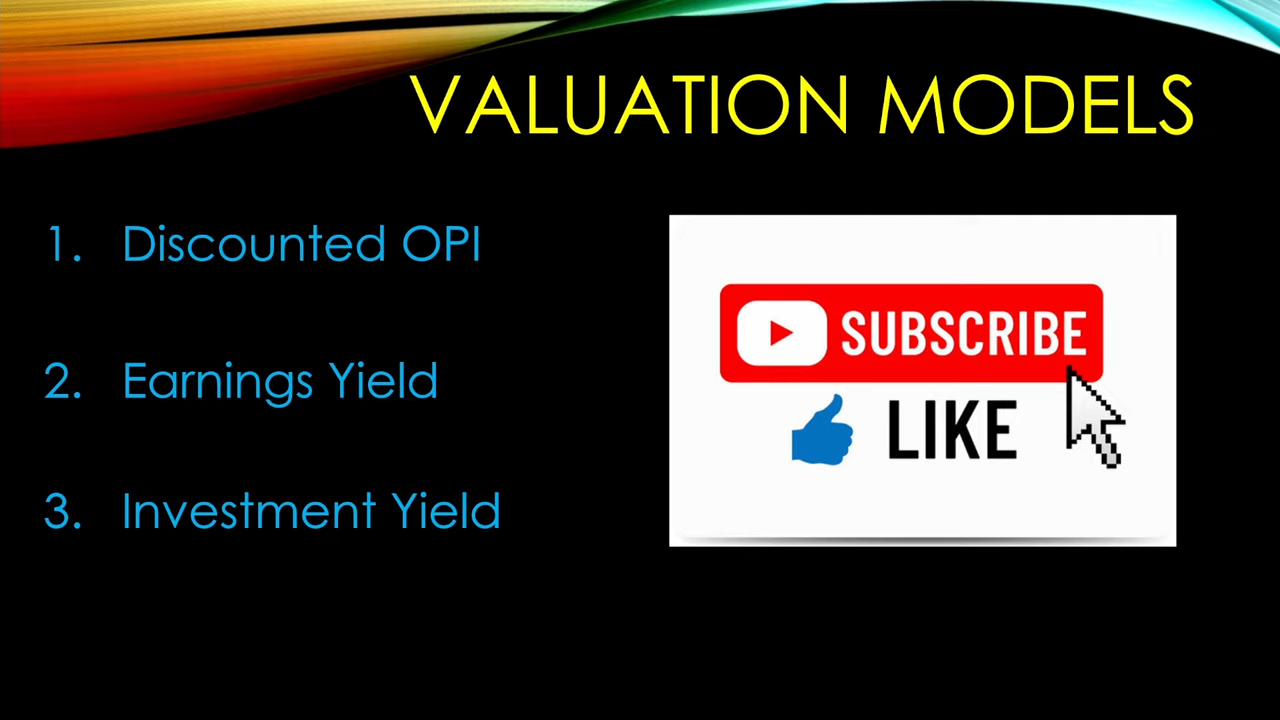 VALUATION MODELS
1. Discounted OPI
2. Earnings Yield
3. Investment Yield
SUBSCRIBE
LIKE